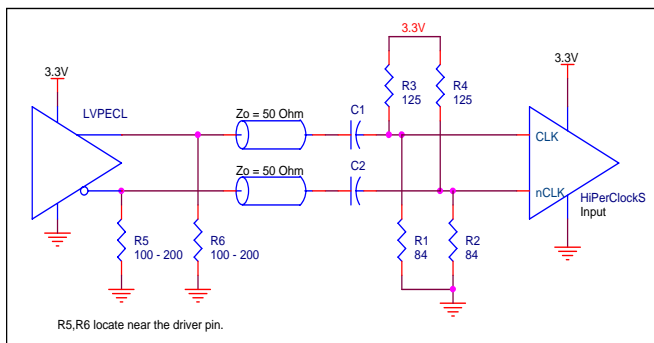 3.3V
3.3V
3.3V
R3
125
R4
125
LVPECL
C1
Zo = 50 Ohm
CLK
C2
Zo = 50 Ohm
nCLK
HiPerClockS
Input
R5
100 - 200
R6
100 - 200
R1
84
R2
84
R5,R6 locate near the driver pin.